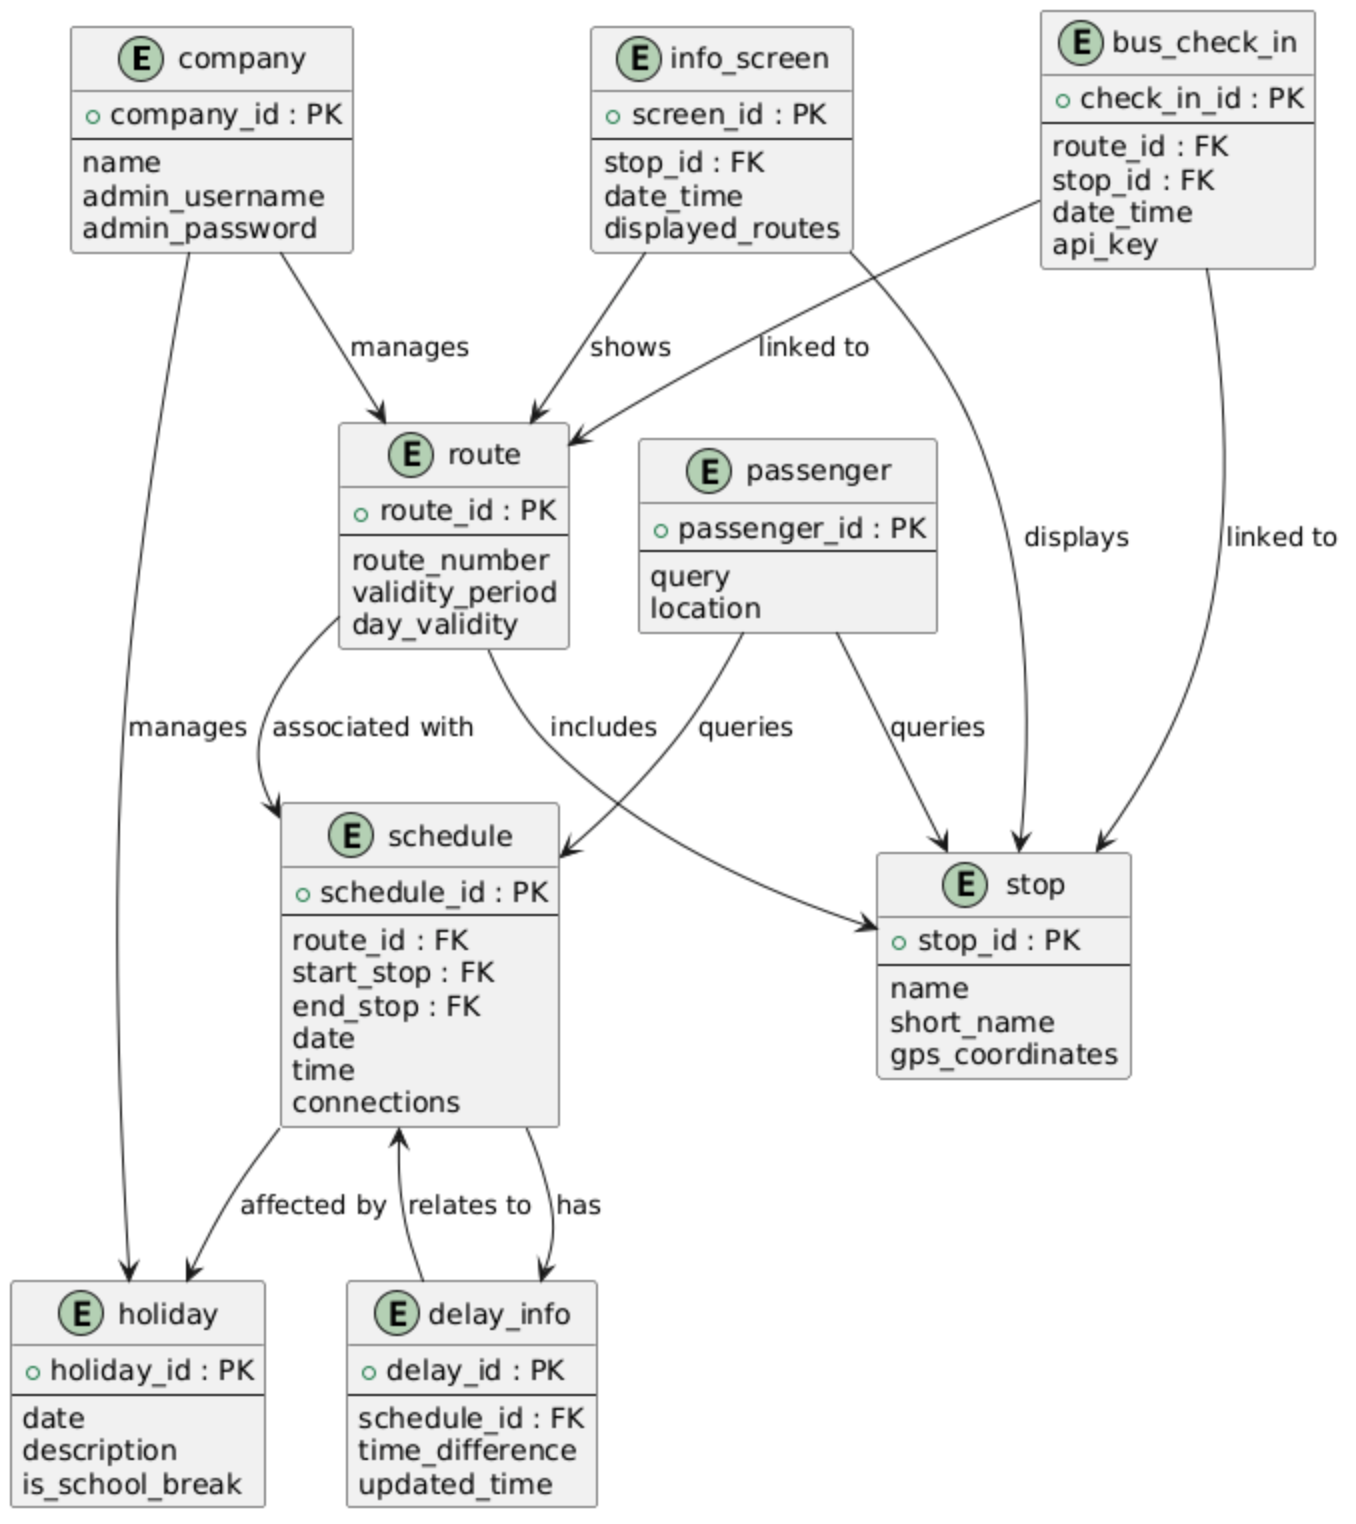 E company
company_id : PK
name
admin_username
admin_password
E info_screen
screen_id : PK
stop_id : FK
date_time
displayed_routes
E bus_check_in
check_in_id : PK
route_id : FK
stop_id : FK
date_time
api_key
manages
shows
linked to
E route
route_id : PK
route_number
validity_period
day_validity
E passenger
passenger_id : PK
query
location
displays
linked to
manages
associated with
includes
queries
queries
E schedule
schedule_id : PK
route_id : FK
start_stop : FK
end_stop : FK
date
time
connections
E stop
stop_id : PK
name
short_name
gps_coordinates
affected by
relates to
has
E holiday
holiday_id : PK
date
description
is_school_break
E delay_info
delay_id : PK
schedule_id : FK
time_difference
updated_time